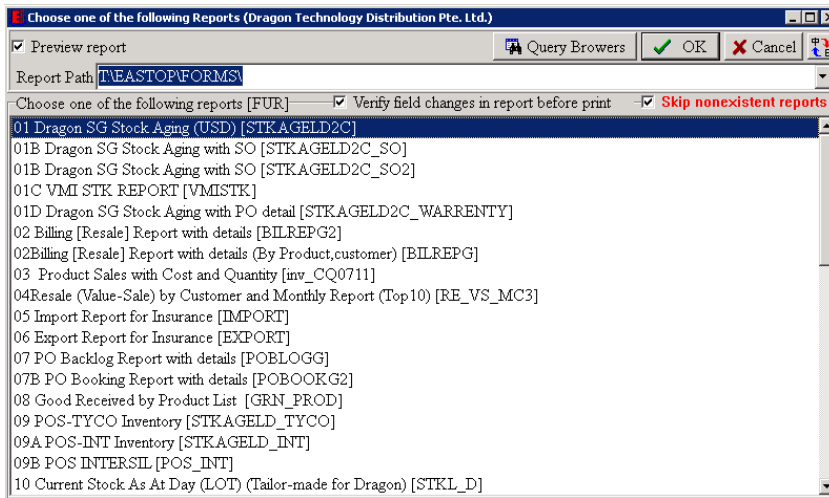 Choose one of the following Reports (Dragon Technology Distribution Pte. Ltd.)
Preview report
Query Browers
OK
Cancel
Report Path T\EASTOP\FORMS\
Choose one of the following reports [FUR]
Verify field changes in report before print
Skip nonexistent reports
01 Dragon SG Stock Aging (USD) [STKAGELD2C]
01B Dragon SG Stock Aging with SO [STKAGELD2C_SO]
01B Dragon SG Stock Aging with SO [STKAGELD2C_SO2]
01C VMI STK REPORT [VMISTK]
01D Dragon SG Stock Aging with PO detail [STKAGELD2C_WARRENTY]
02 Billing [Resale] Report with details [BILREPG2]
02Billing [Resale] Report with details (By Product,customer) [BILREPG]
03 Product Sales with Cost and Quantity [inv_CQ0711]
04Resale (Value-Sale) by Customer and Monthly Report (Top10) [RE_VS_MC3]
05 Import Report for Insurance [IMPORT]
06 Export Report for Insurance [EXPORT]
07 PO Backlog Report with details [POBLOGG]
07B PO Booking Report with details [POBOOKG2]
08 Good Received by Product List [GRN_PROD]
09 POS-TYCO Inventory [STKAGELD_TYCO]
09A POS-INT Inventory [STKAGELD_INT]
09B POS INTERSIL [POS_INT]
10 Current Stock As At Day (LOT) (Tailor-made for Dragon) [STKL_D]